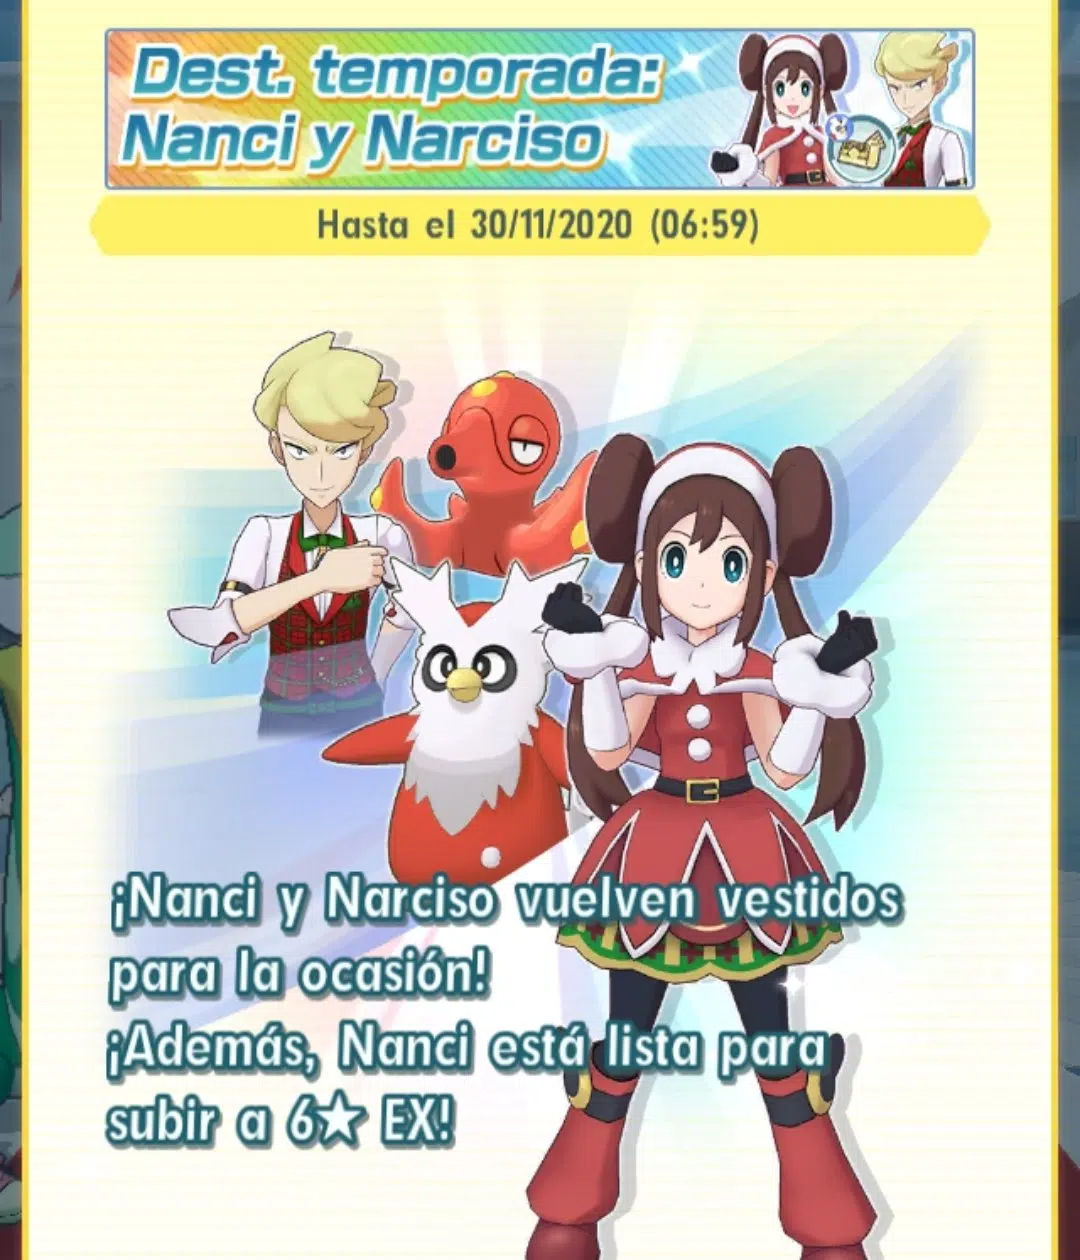 Dest. temporada:
Nanci y Narciso
Hasta el 30/11/2020 (06:59)
¡Nanci y Narciso vuelven vestidos
para la ocasión!
¡Además, Nanci está lista para
subir a 6★ EX!